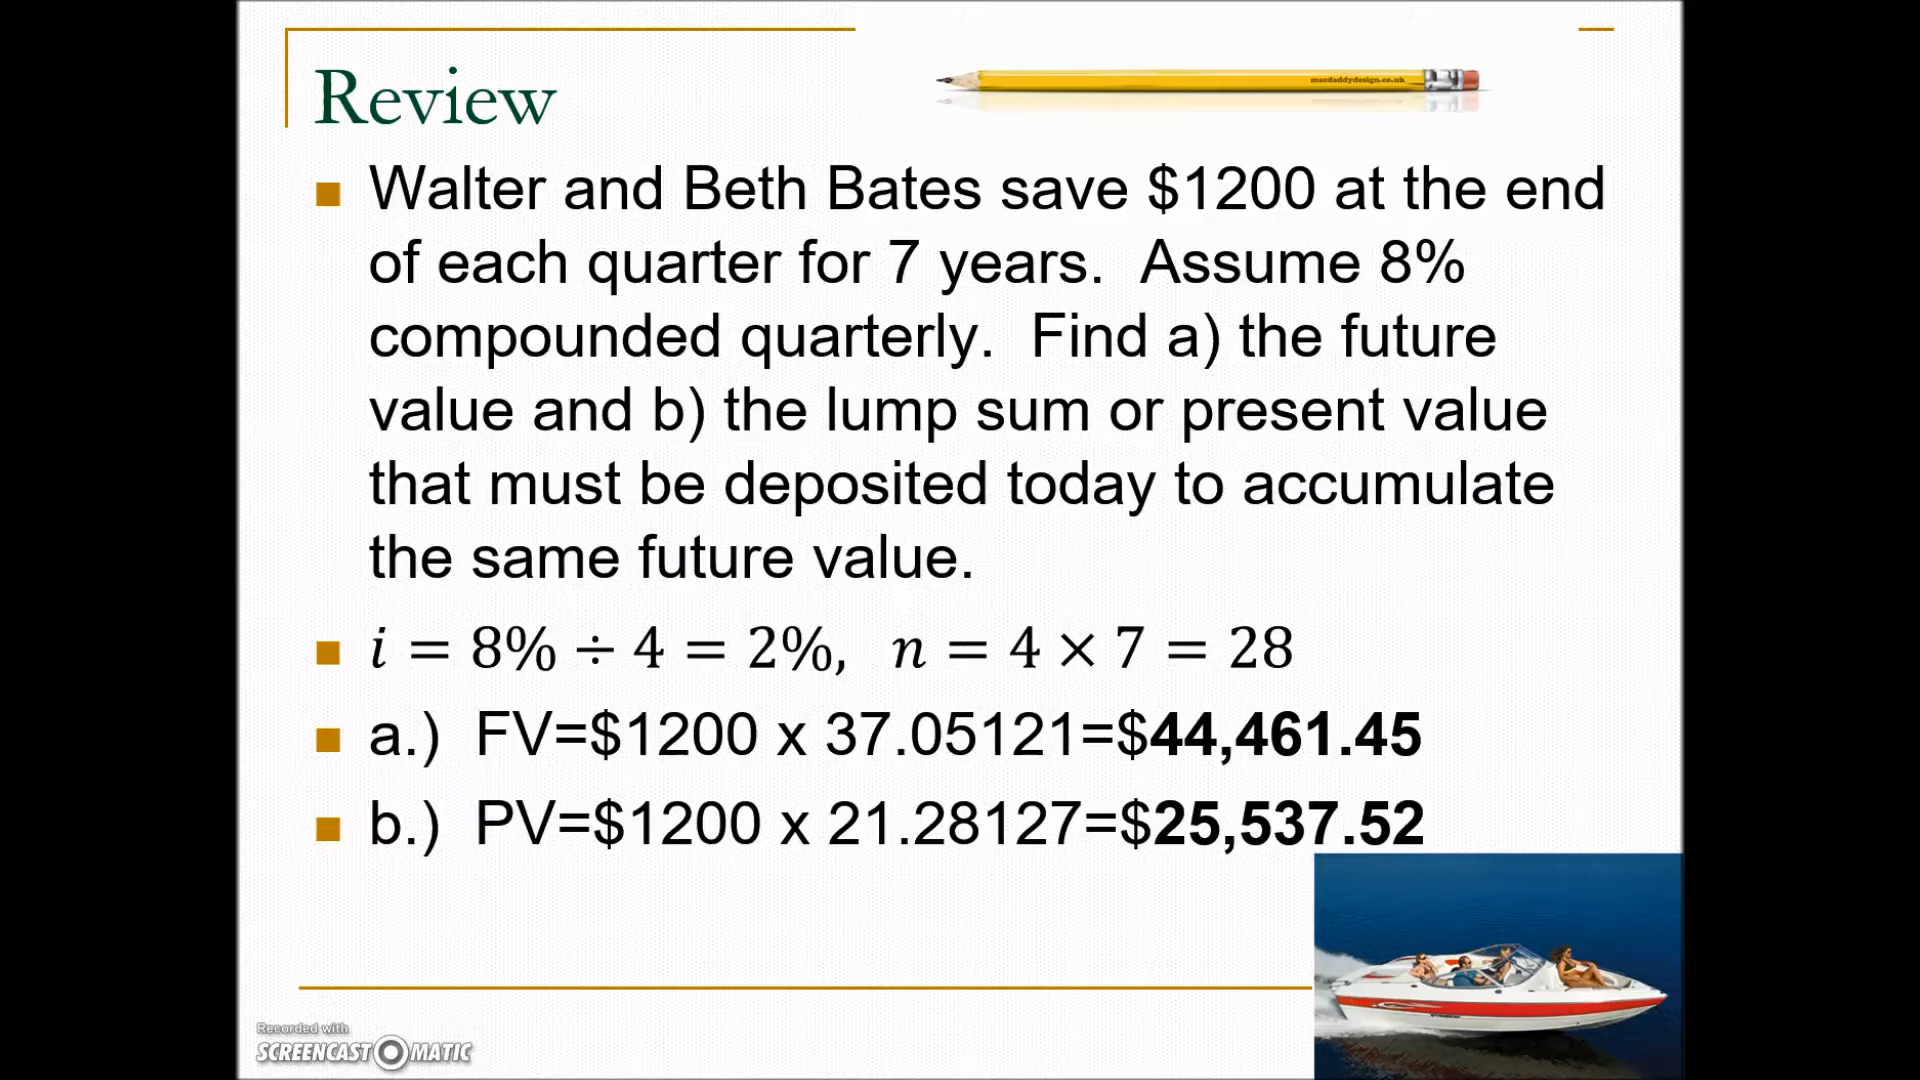 macdaddydesign.co.uk
Review
Walter and Beth Bates save $1200 at the end
of each quarter for 7 years.  Assume 8%
compounded quarterly.  Find a) the future
value and b) the lump sum or present value
that must be deposited today to accumulate
the same future value.
i = 8% ÷ 4 = 2%,  n = 4 × 7 = 28
a.)  FV=$1200 x 37.05121=$44,461.45
b.)  PV=$1200 x 21.28127=$25,537.52
Recorded with
SCREENCAST-O-MATIC